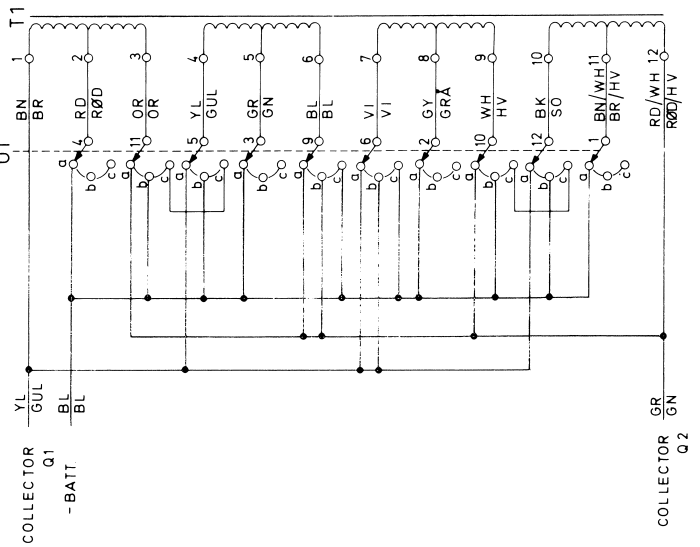 T1
1 2 3 4 5 6 7 8 9 10 11 12
BN RD OR YL GR BL VI GY WH BK BN/WH RD/WH
BR RØD OR GUL GN BL VI GRÅ HV SO BR/HV RØD/HV
4 11 5 3 9 6 2 10 12 1
a b c
a b c
a b c
a b c
a b c
a b c
a b c
a b c
a b c
a b c
YL
GUL
BL
BL
GR
GN
COLLECTOR
Q1
- BATT.
COLLECTOR
Q2